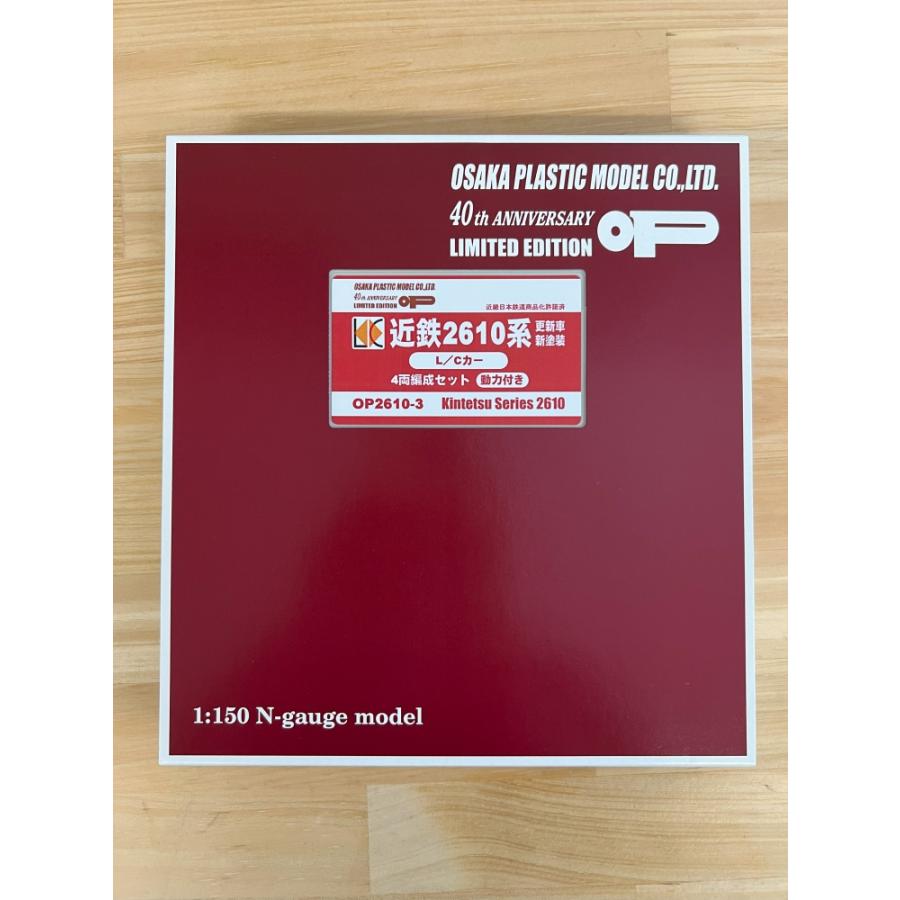 OSAKA PLASTIC MODEL CO.,LTD.
40th ANNIVERSARY
LIMITED EDITION OP
OSAKA PLASTIC MODEL CO.,LTD.
40th ANNIVERSARY
LIMITED EDITION OP
近畿日本鉄道商品化許諾済
L/C 近鉄2610系 更新車
新塗装
L/Cカー
4両編成セット 動力付き
OP2610-3 Kintetsu Series 2610
1:150 N-gauge model